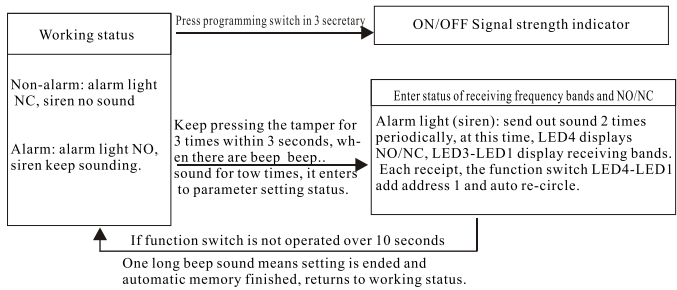 Working status
Non-alarm: alarm light
NC, siren no sound
Alarm: alarm light NO,
siren keep sounding.
Press programming switch in 3 secretary
ON/OFF Signal strength indicator
Keep pressing the tamper for
3 times within 3 seconds, wh-
en there are beep beep..
sound for tow times, it enters
to parameter setting status.
Enter status of receiving frequency bands and NO/NC
Alarm light (siren): send out sound 2 times
periodically, at this time, LED4 displays
NO/NC, LED3-LED1 display receiving bands.
Each receipt, the function switch LED4-LED1
add address 1 and auto re-circle.
If function switch is not operated over 10 seconds
One long beep sound means setting is ended and
automatic memory finished, returns to working status.